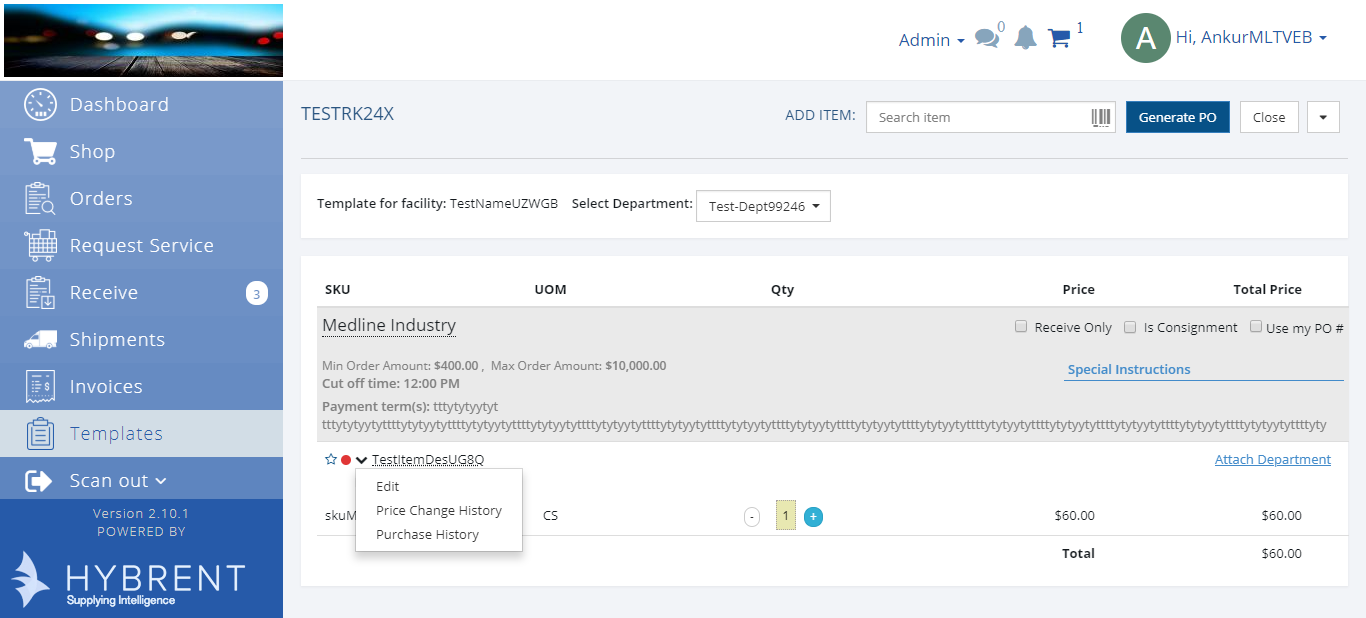 Admin
0
1
A
Hi, AnkurMLTVEB
Dashboard
Shop
Orders
Request Service
Receive
3
Shipments
Invoices
Templates
Scan out
Version 2.10.1
POWERED BY
HYBRENT
Supplying Intelligence
TESTRK24X
ADD ITEM:
Search item
Generate PO
Close
Template for facility: TestNameUZWGB Select Department: Test-Dept99246
SKU UOM Qty Price Total Price
Medline Industry
Receive Only Is Consignment Use my PO #
Min Order Amount: $400.00 , Max Order Amount: $10,000.00
Special Instructions
Cut off time: 12:00 PM
Payment term(s): tttytytyytyt
TestItemDesUG8Q
Attach Department
Edit
Price Change History
Purchase History
skuM CS - 1 + $60.00 $60.00
Total $60.00